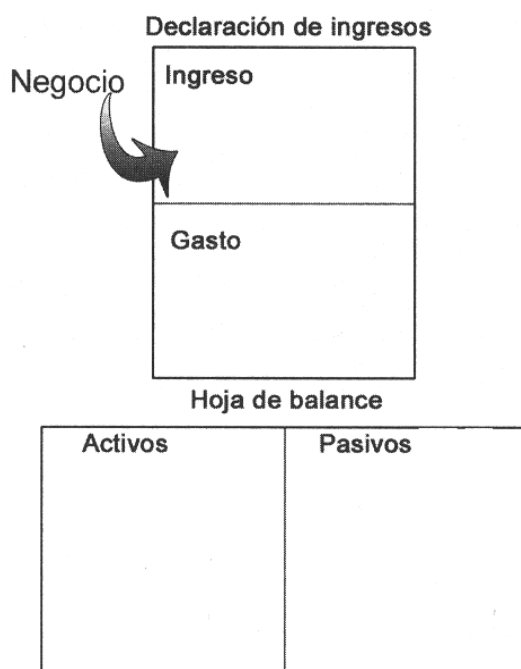 Declaración de ingresos
Negocio
Ingreso
Gasto
Hoja de balance
Activos
Pasivos